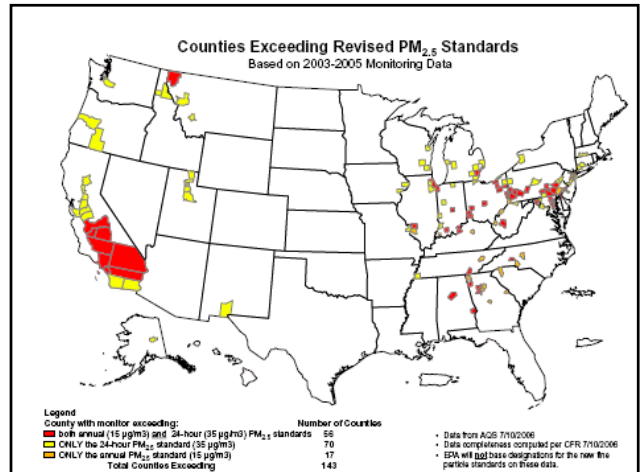 Counties Exceeding Revised PM2.5 Standards
Based on 2003-2005 Monitoring Data
Legend
County with monitor exceeding: Number of Counties
both annual (15 µg/m3) and 24-hour (35 µg/m3) PM2.5 standards 56
ONLY the 24-hour PM2.5 standard (35 µg/m3) 70
ONLY the annual PM2.5 standard (15 µg/m3) 17
Total Counties Exceeding 143
• Data from AQS 7/10/2006
• Data completeness computed per CFR 7/10/2006
• EPA will not base designations for the new fine
particle standards on these data.